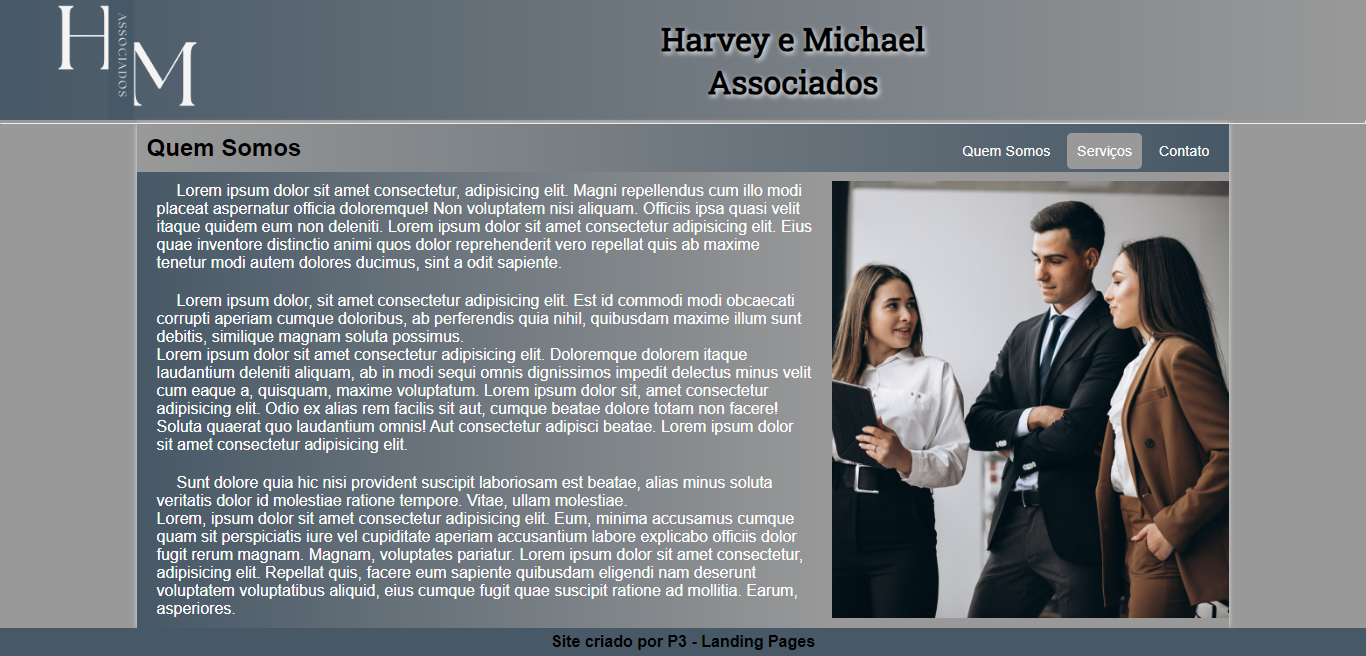 H ASSOCIADOS M
Harvey e Michael
Associados
Quem Somos
Quem Somos Serviços Contato
Lorem ipsum dolor sit amet consectetur, adipisicing elit. Magni repellendus cum illo modi
placeat aspernatur officia doloremque! Non voluptatem nisi aliquam. Officiis ipsa quasi velit
itaque quidem eum non deleniti. Lorem ipsum dolor sit amet consectetur adipisicing elit. Eius
quae inventore distinctio animi quos dolor reprehenderit vero repellat quis ab maxime
tenetur modi autem dolores ducimus, sint a odit sapiente.
Lorem ipsum dolor, sit amet consectetur adipisicing elit. Est id commodi modi obcaecati
corrupti aperiam cumque doloribus, ab perferendis quia nihil, quibusdam maxime illum sunt
debitis, similique magnam soluta possimus.
Lorem ipsum dolor sit amet consectetur adipisicing elit. Doloremque dolorem itaque
laudantium deleniti aliquam, ab in modi sequi omnis dignissimos impedit delectus minus velit
cum eaque a, quisquam, maxime voluptatum. Lorem ipsum dolor sit, amet consectetur
adipisicing elit. Odio ex alias rem facilis sit aut, cumque beatae dolore totam non facere!
Soluta quaerat quo laudantium omnis! Aut consectetur adipisci beatae. Lorem ipsum dolor
sit amet consectetur adipisicing elit.
Sunt dolore quia hic nisi provident suscipit laboriosam est beatae, alias minus soluta
veritatis dolor id molestiae ratione tempore. Vitae, ullam molestiae.
Lorem, ipsum dolor sit amet consectetur adipisicing elit. Eum, minima accusamus cumque
quam sit perspiciatis iure vel cupiditate aperiam accusantium labore explicabo officiis dolor
fugit rerum magnam. Magnam, voluptates pariatur. Lorem ipsum dolor sit amet consectetur,
adipisicing elit. Repellat quis, facere eum sapiente quibusdam eligendi nam deserunt
voluptatem voluptatibus aliquid, eius cumque fugit quae suscipit ratione ad mollitia. Earum,
asperiores.
Site criado por P3 - Landing Pages